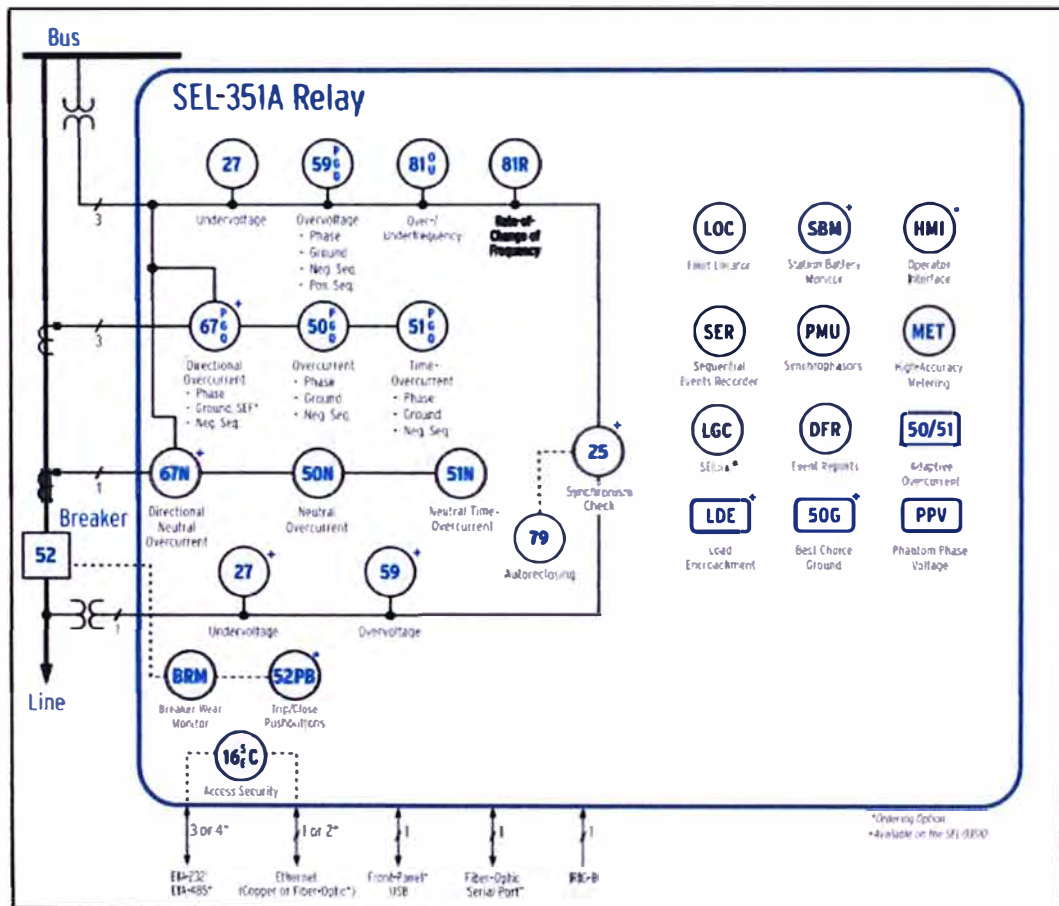 Bus
SEL-351A Relay
27
59 P G Q
81 O U
81R
Undervoltage
Overvoltage
• Phase
• Ground
• Neg. Seq.
• Pos. Seq.
Over-/
Underfrequency
Rate-of-
Change of
Frequency
3
LOC
SBM +
HMI *
Fault Locator
Station Battery
Monitor
Operator
Interface
3
67 P G Q +
50 P G Q
51 P G Q
Directional
Overcurrent
• Phase
• Ground, SEF*
• Neg. Seq.
Overcurrent
• Phase
• Ground
• Neg. Seq.
Time-
Overcurrent
• Phase
• Ground
• Neg. Seq.
SER
PMU
MET
Sequential
Events Recorder
Synchrophasors
High-Accuracy
Metering
LGC
DFR
50/51
Event Reports
Adaptive
Overcurrent
25 +
Synchronism
Check
79
Autoreclosing
1
67N +
50N
51N
Directional
Neutral
Overcurrent
Neutral
Overcurrent
Neutral Time-
Overcurrent
LDE +
50G +
PPV
Load
Encroachment
Best Choice
Ground
Phantom Phase
Voltage
Breaker
52
27 +
59 +
1
Undervoltage
Overvoltage
Line
BRM
52PB *
Breaker Wear
Monitor
Trip/Close
Pushbuttons
16 S E C
Access Security
3 or 4*
1 or 2*
1
1
1
EIA-232
EIA-485*
Ethernet
(Copper or Fiber-Optic*)
Front-Panel*
USB
Fiber-Optic
Serial Port*
IRIG-B
*Ordering Option